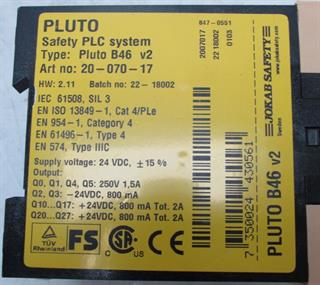 PLUTO
Safety PLC system
Type: Pluto B46 v2
Art no: 20-070-17
HW: 2.11 Batch no: 22-18002
IEC 61508, SIL 3
EN ISO 13849-1, Cat 4/PLe
EN 954-1, Category 4
EN 61496-1, Type 4
EN 574, Type IIIC
Supply voltage: 24 VDC, ±15%
Output:
Q0, Q1, Q4, Q5: 250V 1,5A
Q2, Q3: -24VDC, 800 mA
Q10...Q17: +24VDC, 800 mA Tot. 2A
Q20...Q27: +24VDC, 800 mA Tot. 2A
TÜV
Rheinland
FS
SA
C US
847-0551
2007017
22 18002
0103
7 350024 430561
JOKAB SAFETY
Sweden
PLUTO B46 v2